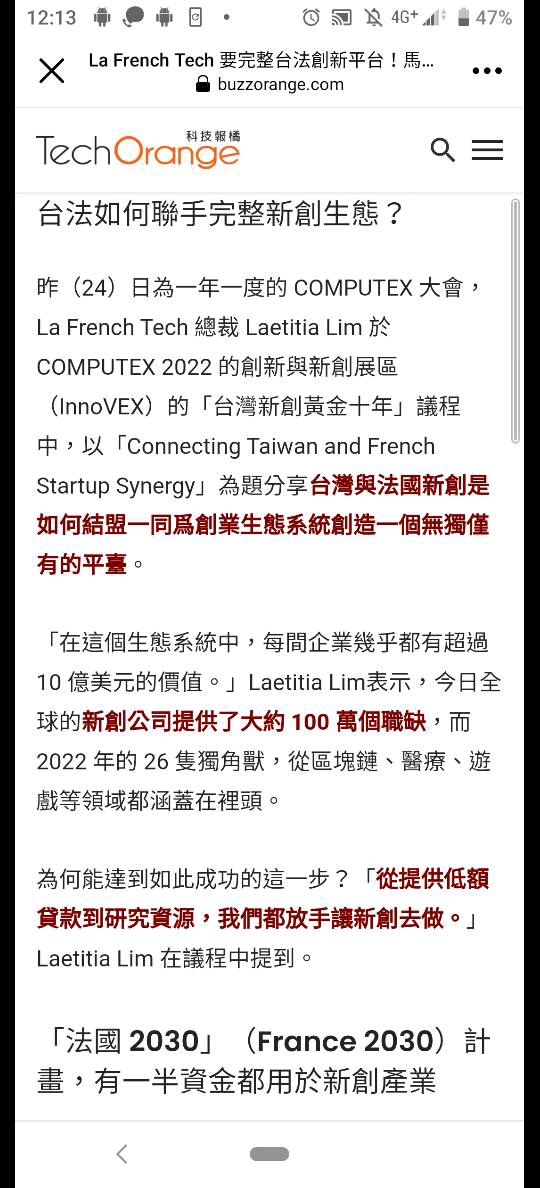 12:13
4G+
47%
La French Tech 要完整台法創新平台！馬...
buzzorange.com
科技報橘
TechOrange
台法如何聯手完整新創生態？
昨（24）日為一年一度的 COMPUTEX 大會，
La French Tech 總裁 Laetitia Lim 於
COMPUTEX 2022 的創新與新創展區
（InnoVEX）的「台灣新創黃金十年」議程
中，以「Connecting Taiwan and French
Startup Synergy」為題分享台灣與法國新創是
如何結盟一同爲創業生態系統創造一個無獨僅
有的平臺。
「在這個生態系統中，每間企業幾乎都有超過
10 億美元的價值。」Laetitia Lim表示，今日全
球的新創公司提供了大約 100 萬個職缺，而
2022 年的 26 隻獨角獸，從區塊鏈、醫療、遊
戲等領域都涵蓋在裡頭。
為何能達到如此成功的這一步？「從提供低額
貸款到研究資源，我們都放手讓新創去做。」
Laetitia Lim 在議程中提到。
「法國 2030」（France 2030）計
畫，有一半資金都用於新創產業